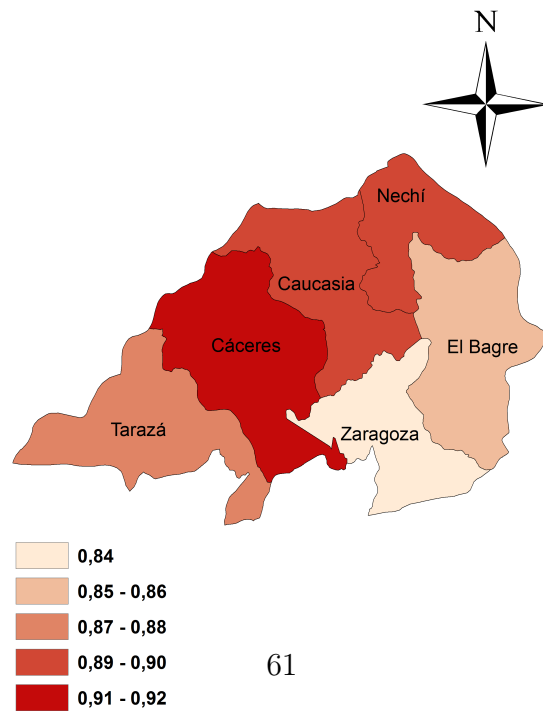 N
Nechí
Caucasia
El Bagre
Cáceres
Tarazá
Zaragoza
0,84
0,85 - 0,86
0,87 - 0,88
0,89 - 0,90
61
0,91 - 0,92